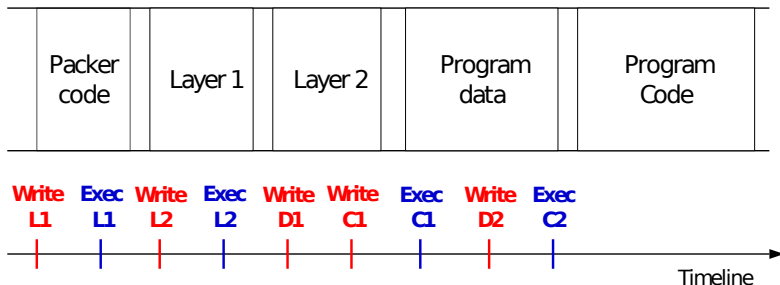 Packer
code
Layer 1
Layer 2
Program
data
Program
Code
Write
L1
Exec
L1
Write
L2
Exec
L2
Write
D1
Write
C1
Exec
C1
Write
D2
Exec
C2
Timeline